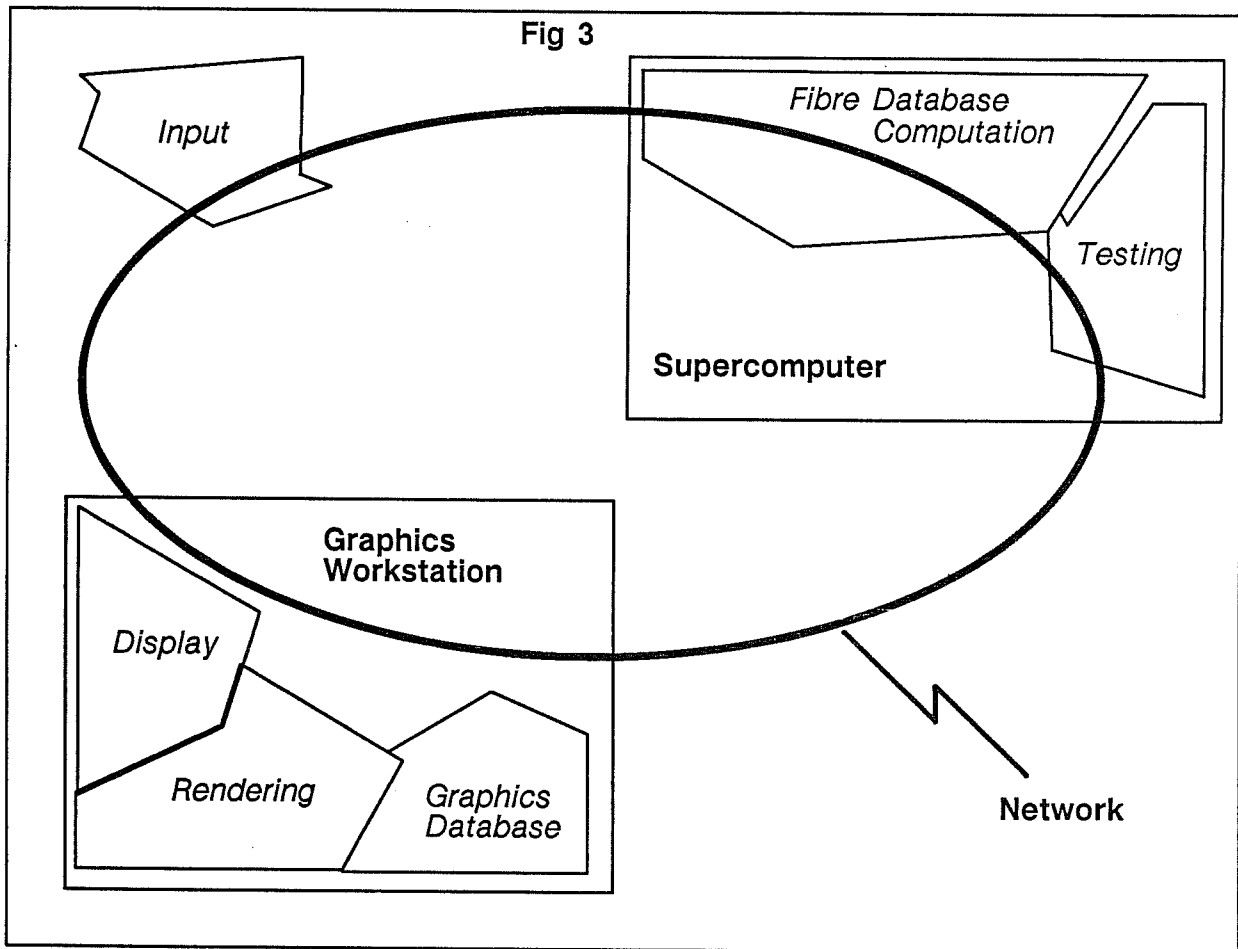 Fig 3
Input
Fibre Database
Computation
Testing
Supercomputer
Graphics
Workstation
Display
Rendering
Graphics
Database
Network